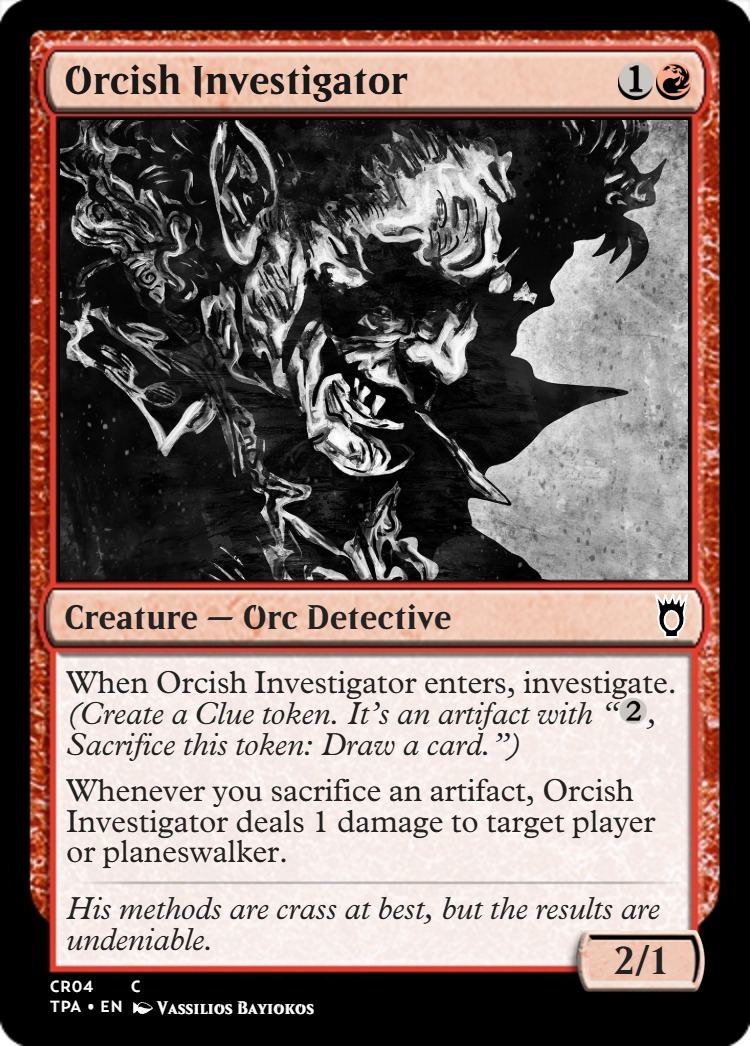 Orcish Investigator 1
Creature — Orc Detective
When Orcish Investigator enters, investigate.
(Create a Clue token. It's an artifact with “2,
Sacrifice this token: Draw a card.”)
Whenever you sacrifice an artifact, Orcish
Investigator deals 1 damage to target player
or planeswalker.
His methods are crass at best, but the results are
undeniable.
2/1
CR04 C
TPA • EN Vassilios Bayiokos